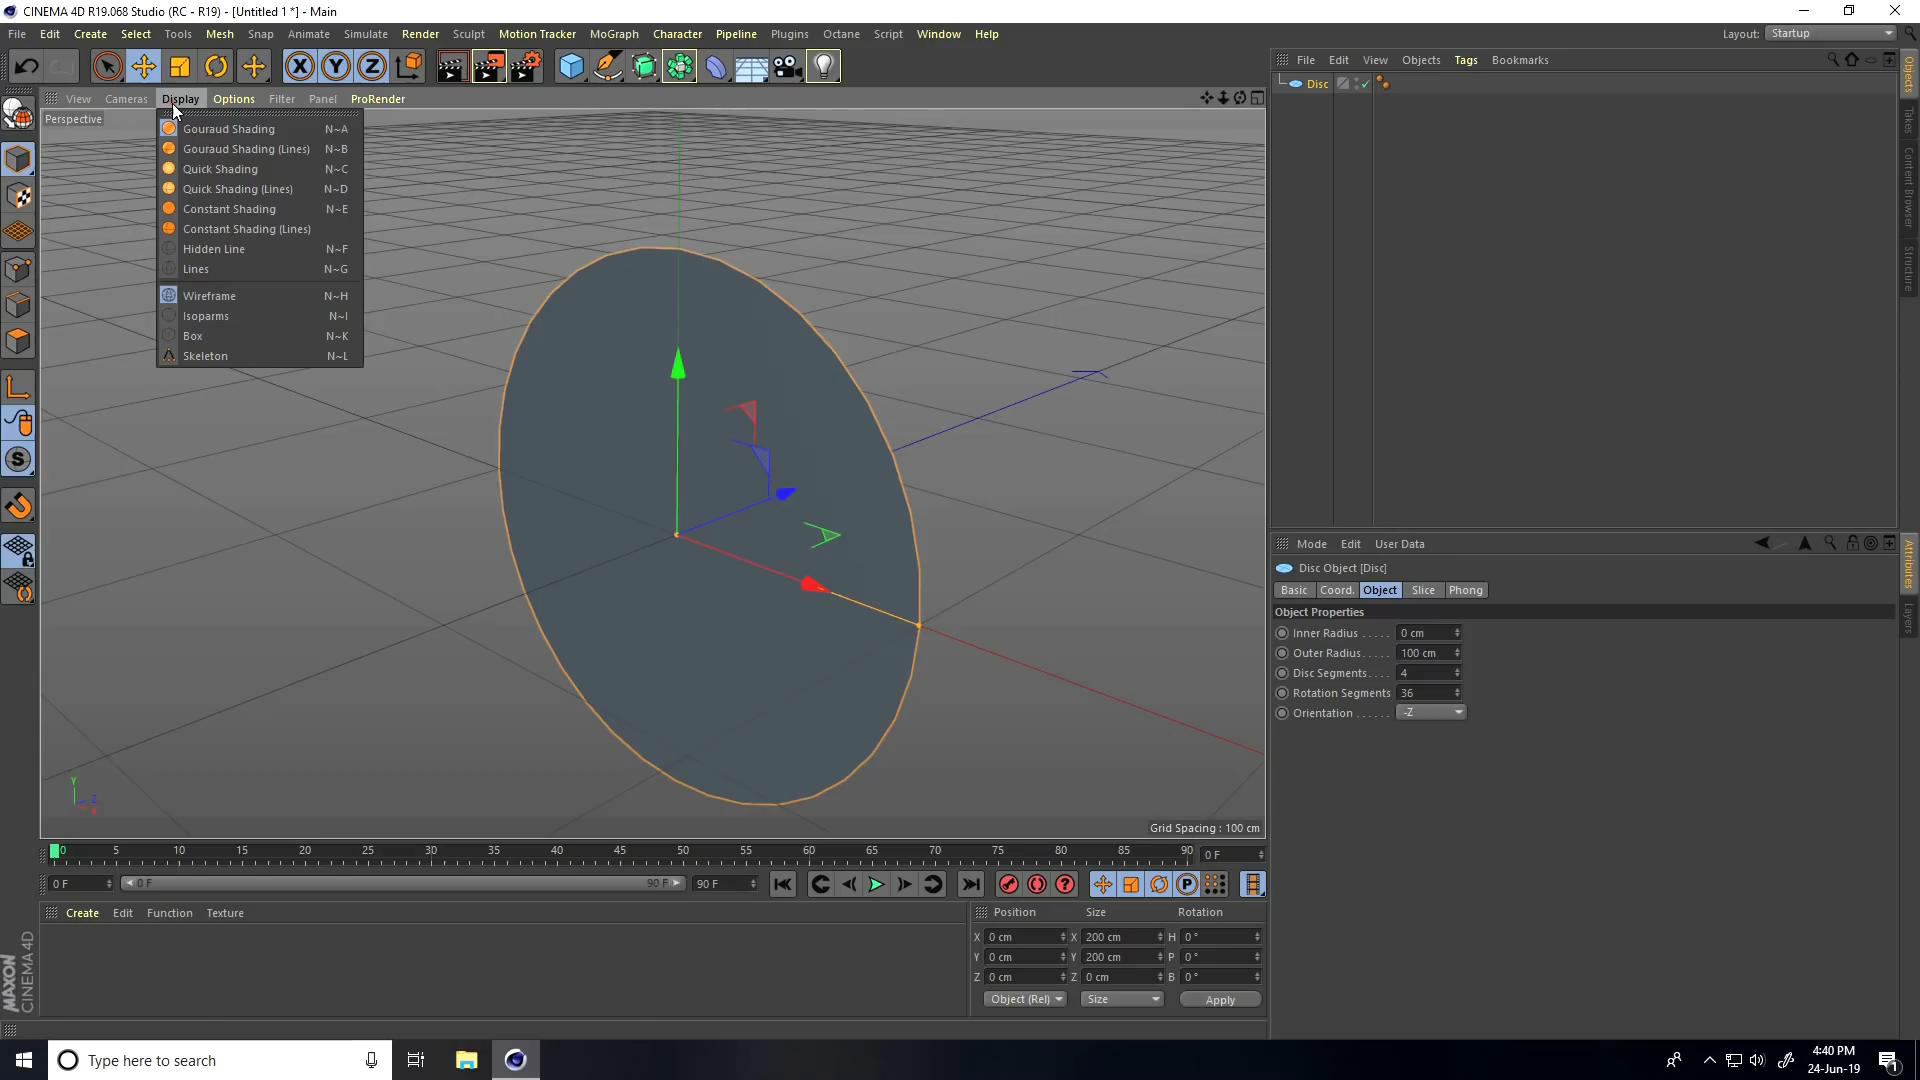 CINEMA 4D R19.068 Studio (RC - R19) - [Untitled 1 *] - Main
File Edit Create Select Tools Mesh Snap Animate Simulate Render Sculpt Motion Tracker MoGraph Character Pipeline Plugins Octane Script Window Help
Layout: Startup
X Y Z
View Cameras Display Options Filter Panel ProRender
Perspective
Gouraud Shading N~A
Gouraud Shading (Lines) N~B
Quick Shading N~C
Quick Shading (Lines) N~D
Constant Shading N~E
Constant Shading (Lines)
Hidden Line N~F
Lines N~G
Wireframe N~H
Isoparms N~I
Box N~K
Skeleton N~L
S
Y
Z
X
Grid Spacing : 100 cm
0 5 10 15 20 25 30 35 40 45 50 55 60 65 70 75 80 85 90
0 F
0 F 0 F 90 F 90 F
P
Create Edit Function Texture
MAXON
CINEMA 4D
Position Size Rotation
X 0 cm X 200 cm H 0 °
Y 0 cm Y 200 cm P 0 °
Z 0 cm Z 0 cm B 0 °
Object (Rel) Size Apply
File Edit View Objects Tags Bookmarks
Disc
Objects
Takes
Content Browser
Structure
Mode Edit User Data
Disc Object [Disc]
Basic Coord. Object Slice Phong
Object Properties
Inner Radius . . . . . 0 cm
Outer Radius. . . . 100 cm
Disc Segments. . . . 4
Rotation Segments 36
Orientation . . . . . . -Z
Attributes
Layers
Type here to search
4:40 PM
24-Jun-19
1